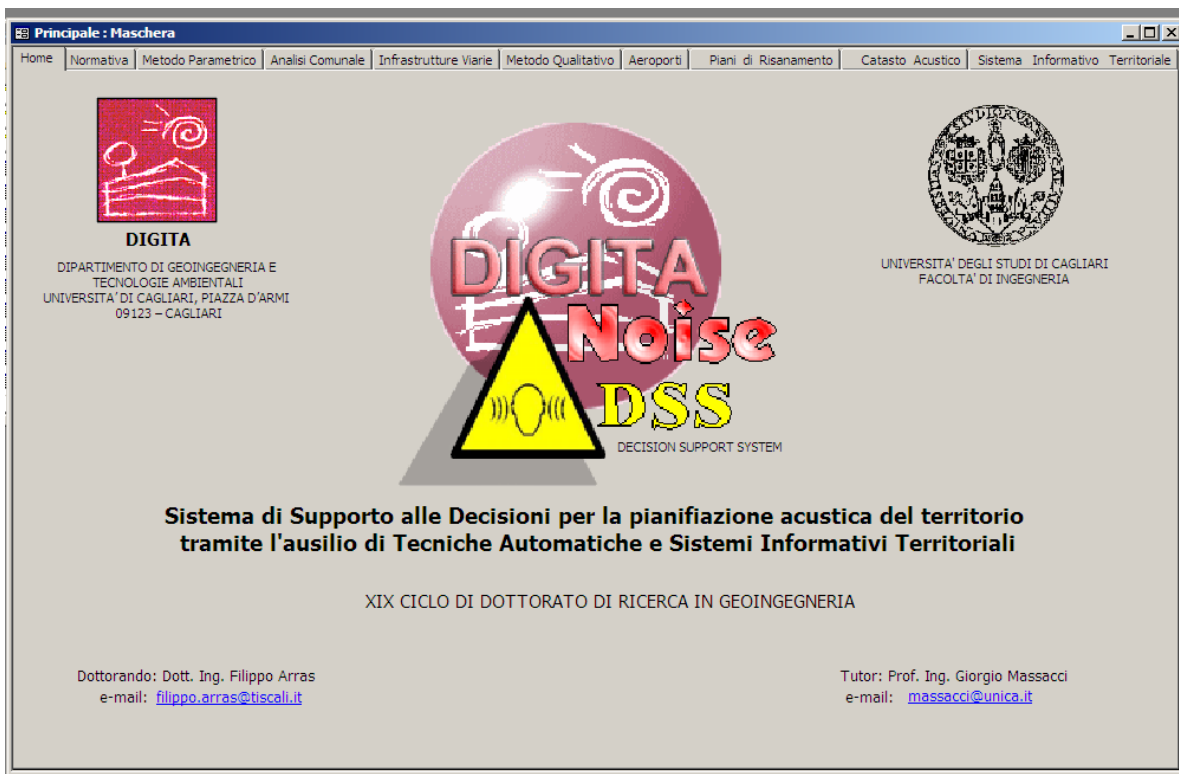 Principale : Maschera
Home Normativa Metodo Parametrico Analisi Comunale Infrastrutture Viarie Metodo Qualitativo Aeroporti Piani di Risanamento Catasto Acustico Sistema Informativo Territoriale
DIGITA
DIPARTIMENTO DI GEOINGEGNERIA E
TECNOLOGIE AMBIENTALI
UNIVERSITA' DI CAGLIARI, PIAZZA D'ARMI
09123 – CAGLIARI
DIGITA
Noise
DSS
DECISION SUPPORT SYSTEM
UNIVERSITA' DEGLI STUDI DI CAGLIARI
FACOLTA' DI INGEGNERIA
Sistema di Supporto alle Decisioni per la pianifiazione acustica del territorio
tramite l'ausilio di Tecniche Automatiche e Sistemi Informativi Territoriali
XIX CICLO DI DOTTORATO DI RICERCA IN GEOINGEGNERIA
Dottorando: Dott. Ing. Filippo Arras
e-mail: filippo.arras@tiscali.it
Tutor: Prof. Ing. Giorgio Massacci
e-mail: massacci@unica.it